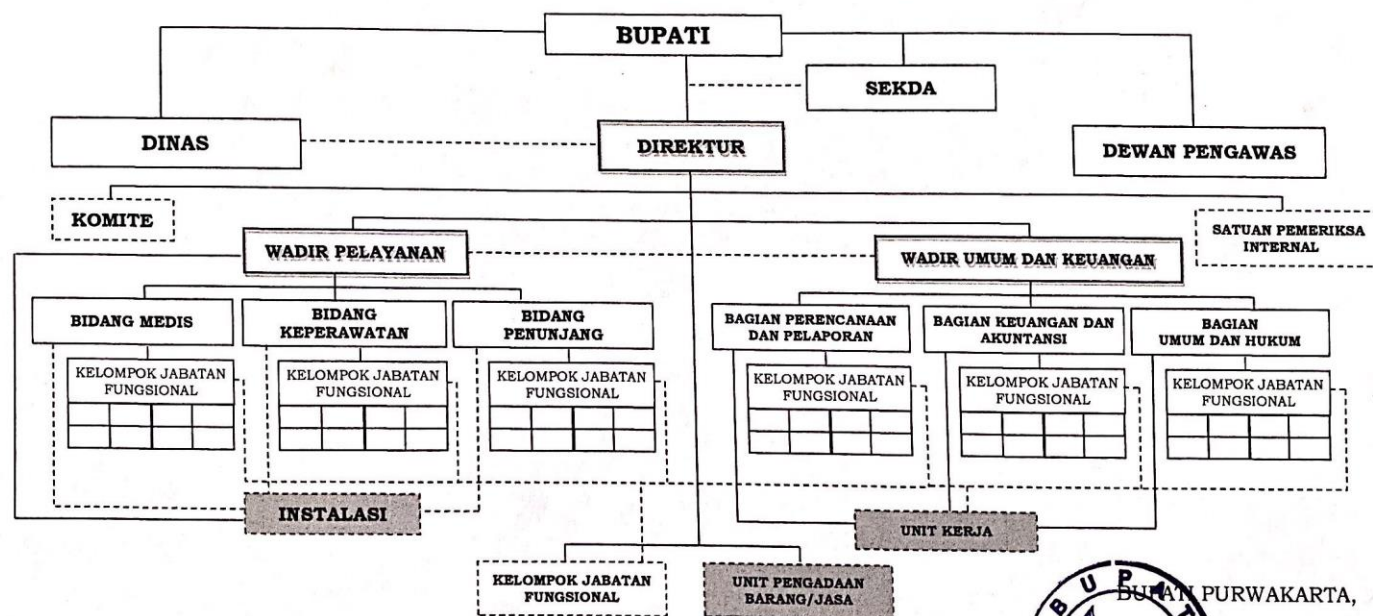 BUPATI
SEKDA
DINAS
DIREKTUR
DEWAN PENGAWAS
KOMITE
SATUAN PEMERIKSA
INTERNAL
WADIR PELAYANAN
WADIR UMUM DAN KEUANGAN
BIDANG MEDIS
BIDANG
KEPERAWATAN
BIDANG
PENUNJANG
BAGIAN PERENCANAAN
DAN PELAPORAN
BAGIAN KEUANGAN DAN
AKUNTANSI
BAGIAN
UMUM DAN HUKUM
KELOMPOK JABATAN
FUNGSIONAL
KELOMPOK JABATAN
FUNGSIONAL
KELOMPOK JABATAN
FUNGSIONAL
KELOMPOK JABATAN
FUNGSIONAL
KELOMPOK JABATAN
FUNGSIONAL
KELOMPOK JABATAN
FUNGSIONAL
INSTALASI
UNIT KERJA
KELOMPOK JABATAN
FUNGSIONAL
UNIT PENGADAAN
BARANG/JASA
BUPATI PURWAKARTA,
BUPAT